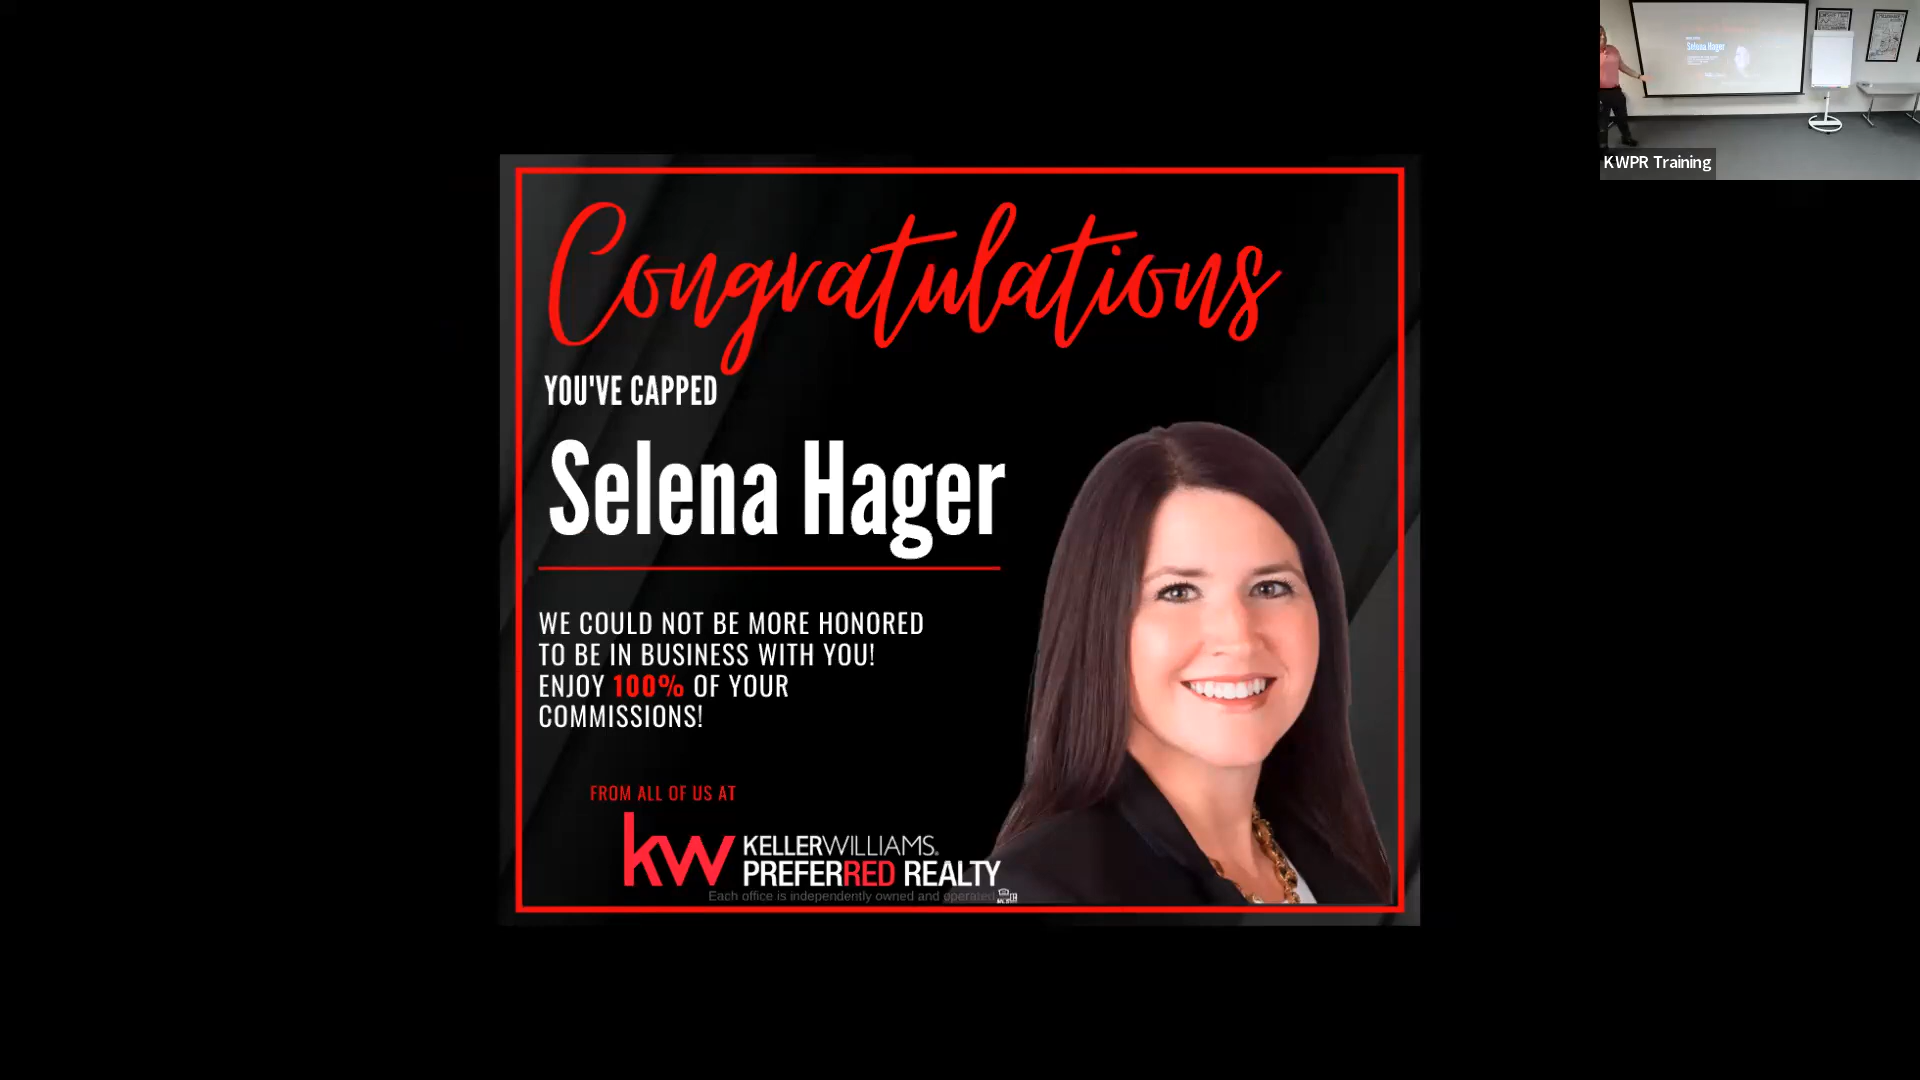 Congratulations
YOU'VE CAPPED
Selena Hager
WE COULD NOT BE MORE HONORED
TO BE IN BUSINESS WITH YOU!
ENJOY 100% OF YOUR
COMMISSIONS!
FROM ALL OF US AT
kw KELLERWILLIAMS.
PREFERRED REALTY
Each office is independently owned and operated
Selena Hager
KWPR Training